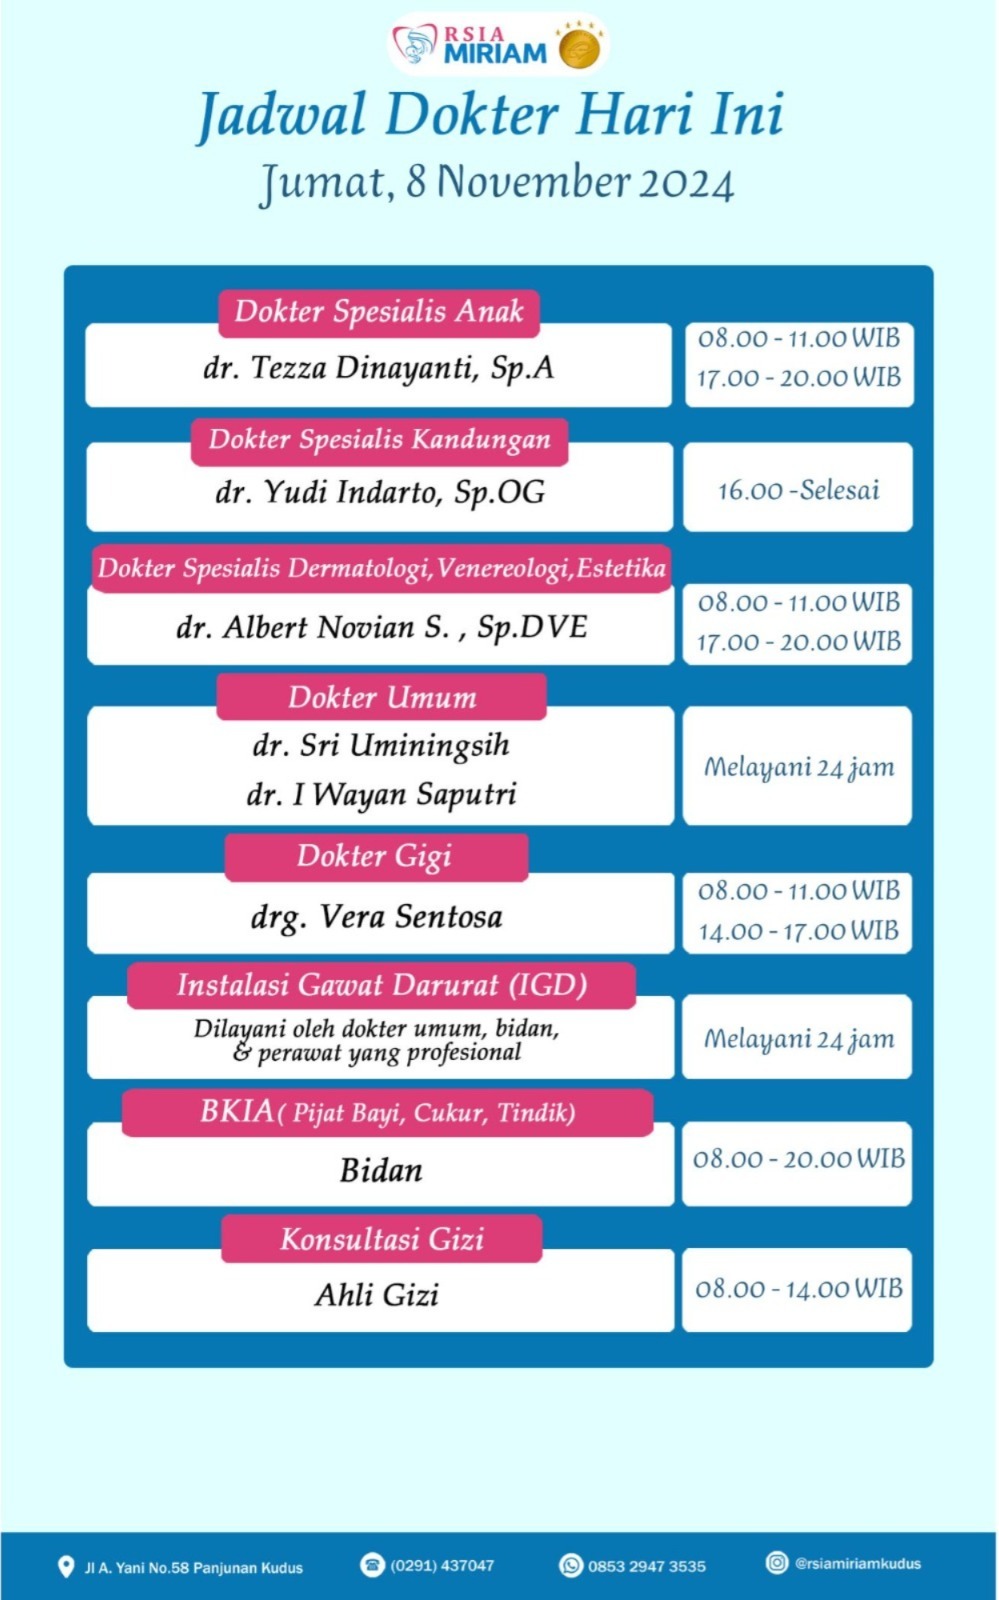 RSIA
MIRIAM
Jadwal Dokter Hari Ini
Jumat, 8 November 2024
Dokter Spesialis Anak
dr. Tezza Dinayanti, Sp.A
08.00 - 11.00 WIB
17.00 - 20.00 WIB
Dokter Spesialis Kandungan
dr. Yudi Indarto, Sp.OG
16.00 -Selesai
Dokter Spesialis Dermatologi,Venereologi,Estetika
dr. Albert Novian S. , Sp.DVE
08.00 - 11.00 WIB
17.00 - 20.00 WIB
Dokter Umum
dr. Sri Uminingsih
dr. I Wayan Saputri
Melayani 24 jam
Dokter Gigi
drg. Vera Sentosa
08.00 - 11.00 WIB
14.00 - 17.00 WIB
Instalasi Gawat Darurat (IGD)
Dilayani oleh dokter umum, bidan,
& perawat yang profesional
Melayani 24 jam
BKIA( Pijat Bayi, Cukur, Tindik)
Bidan
08.00 - 20.00 WIB
Konsultasi Gizi
Ahli Gizi
08.00 - 14.00 WIB
Jl A. Yani No.58 Panjunan Kudus
(0291) 437047
0853 2947 3535
@rsiamiriamkudus